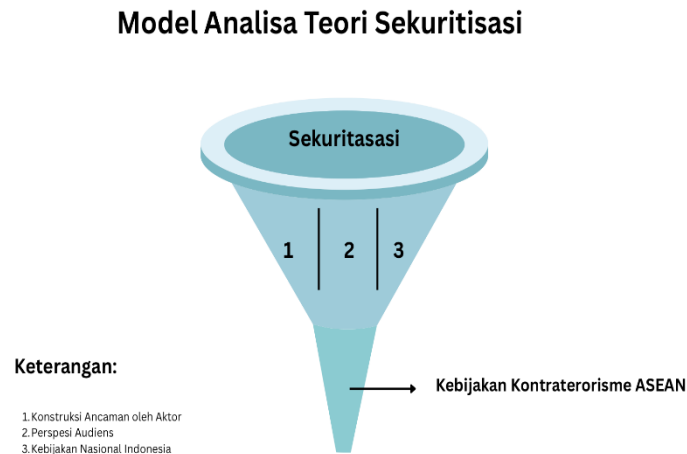 Model Analisa Teori Sekuritisasi
Sekuritasasi
1 2 3
Kebijakan Kontraterorisme ASEAN
Keterangan:
1. Konstruksi Ancaman oleh Aktor
2. Perspesi Audiens
3. Kebijakan Nasional Indonesia